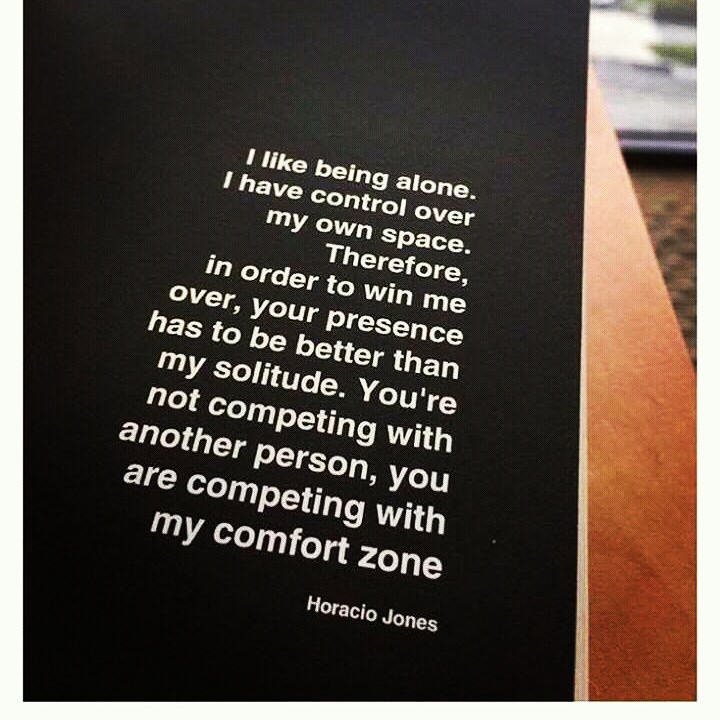 I like being alone.
I have control over
my own space.
Therefore,
in order to win me
over, your presence
has to be better than
my solitude. You're
not competing with
another person, you
are competing with
my comfort zone
Horacio Jones